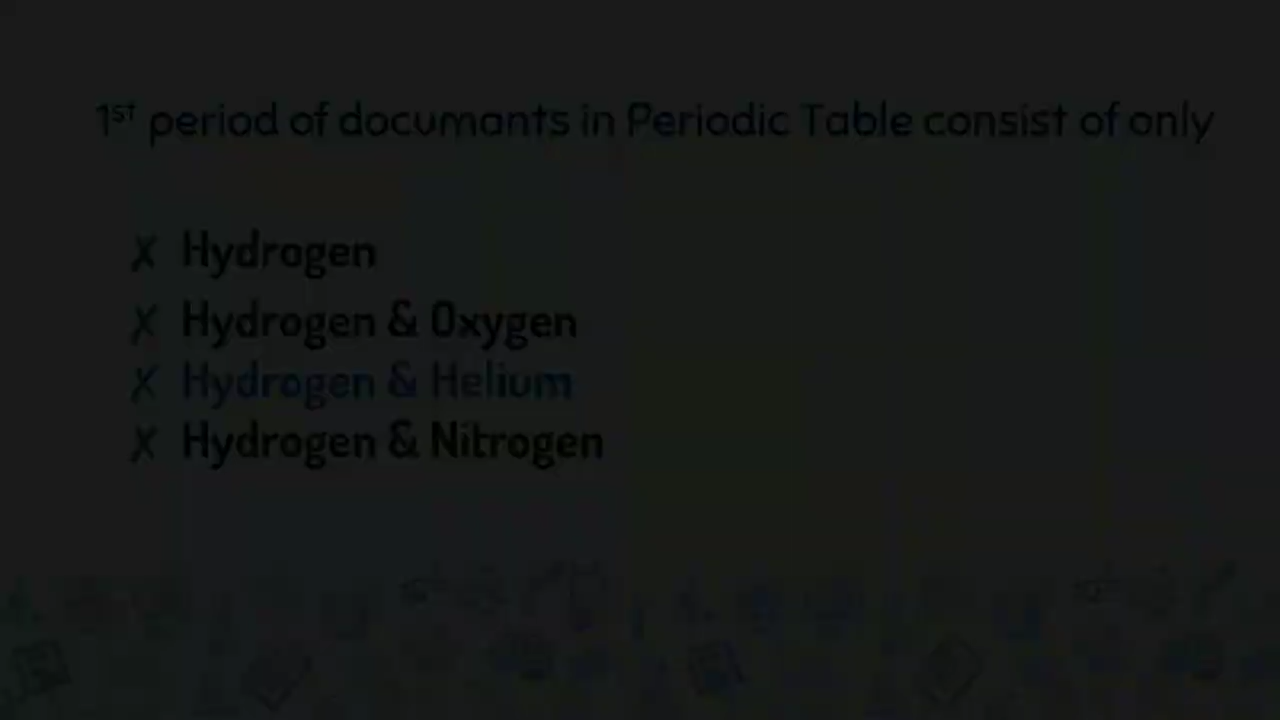 1st period of documants in Periodic Table consist of only
✗ Hydrogen
✗ Hydrogen & Oxygen
✗ Hydrogen & Helium
✗ Hydrogen & Nitrogen